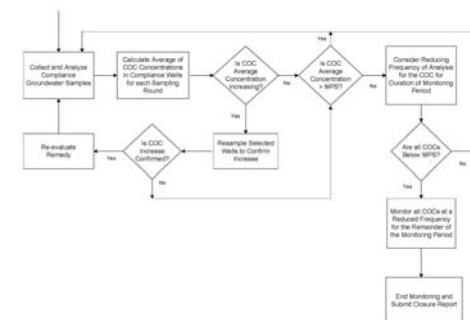 Yes
Collect and Analyze
Compliance
Groundwater Samples
Calculate Average of
COC Concentrations
in Compliance Wells
for each Sampling
Round
Is COC
Average
Concentration
Increasing?
No
Is COC
Average
Concentration
> MPS?
No
Consider Reducing
Frequency of Analysis
for the COC for
Duration of Monitoring
Period
Yes
Re-evaluate
Remedy
Yes
Is COC
Increase
Confirmed?
No
Resample Selected
Wells to Confirm
Increase
Are all COCs
Below MPS?
No
Yes
Monitor all COCs at a
Reduced Frequency
for the Remainder of
the Monitoring Period
End Monitoring and
Submit Closure Report